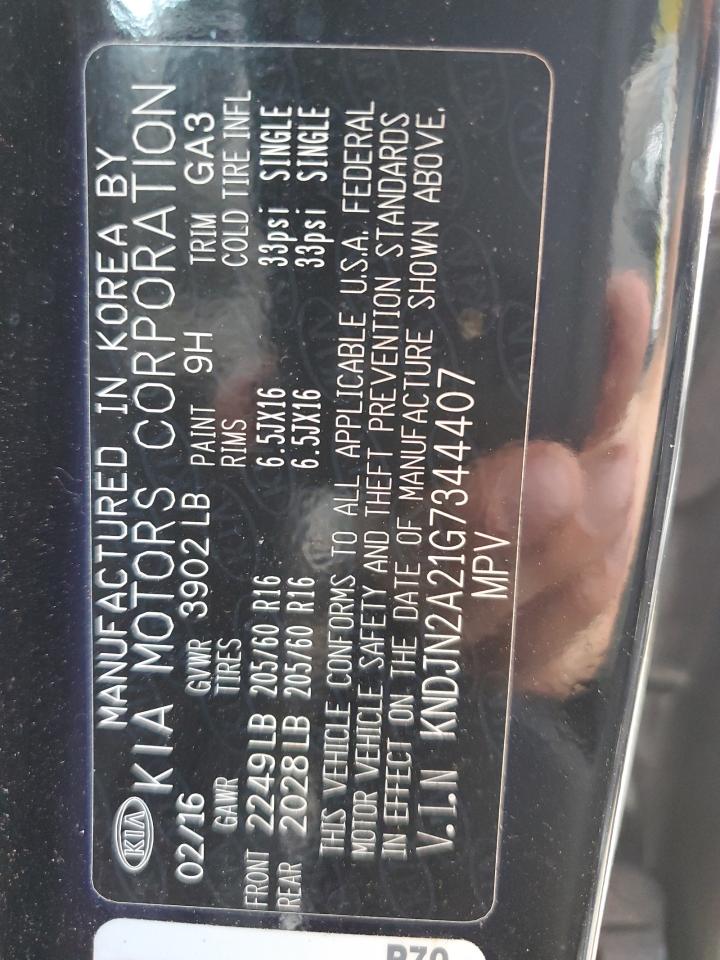 MANUFACTURED IN KOREA BY
KIA KIA MOTORS CORPORATION
02/16 GVWR 3902LB PAINT 9H TRIM GA3
GAWR TIRES RIMS COLD TIRE INFL
FRONT 2249LB 205/60 R16 6.5JX16 33psi SINGLE
REAR 2028LB 205/60 R16 6.5JX16 33psi SINGLE
THIS VEHICLE CONFORMS TO ALL APPLICABLE U.S.A. FEDERAL
MOTOR VEHICLE SAFETY AND THEFT PREVENTION STANDARDS
IN EFFECT ON THE DATE OF MANUFACTURE SHOWN ABOVE.
V.I.N KNDJN2A21G7344407
MPV